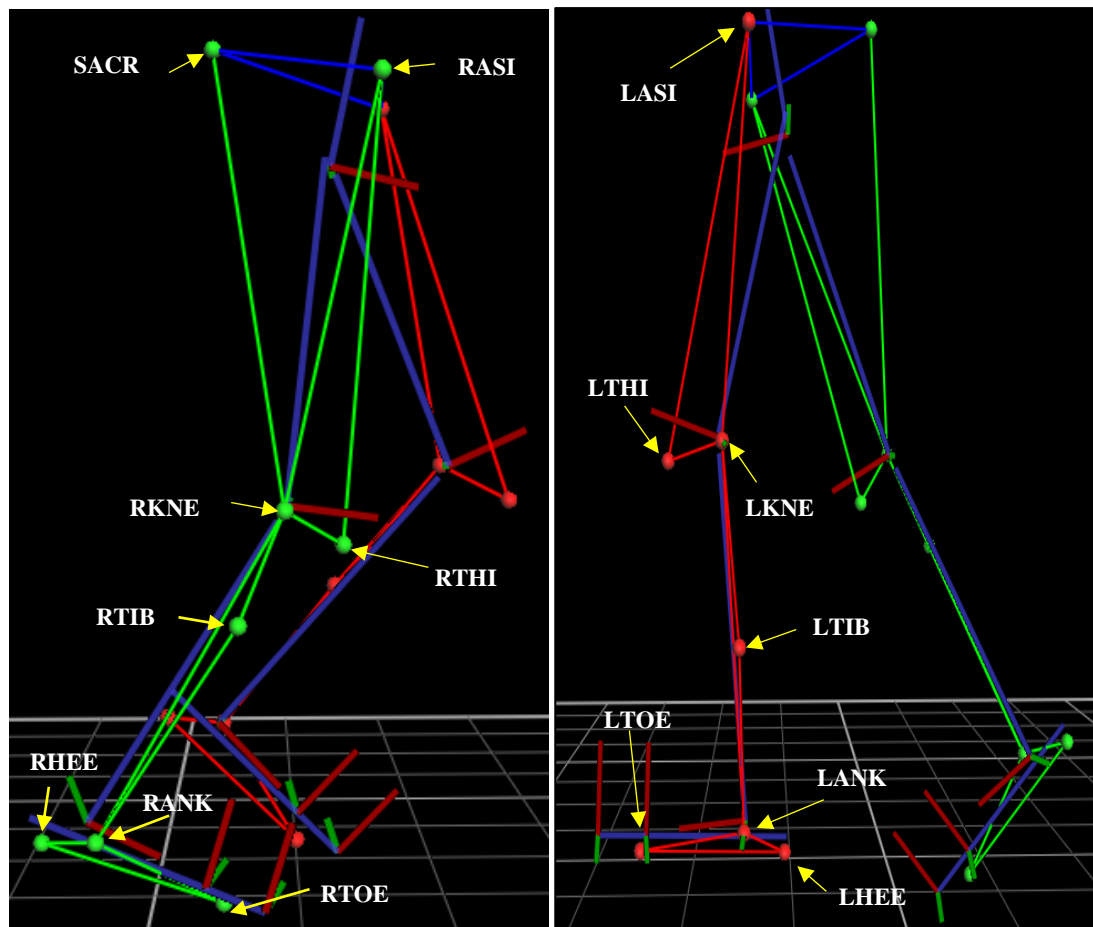 SACR
RASI
RKNE
RTHI
RTIB
RHEE
RANK
RTOE
LASI
LTHI
LKNE
LTIB
LTOE
LANK
LHEE